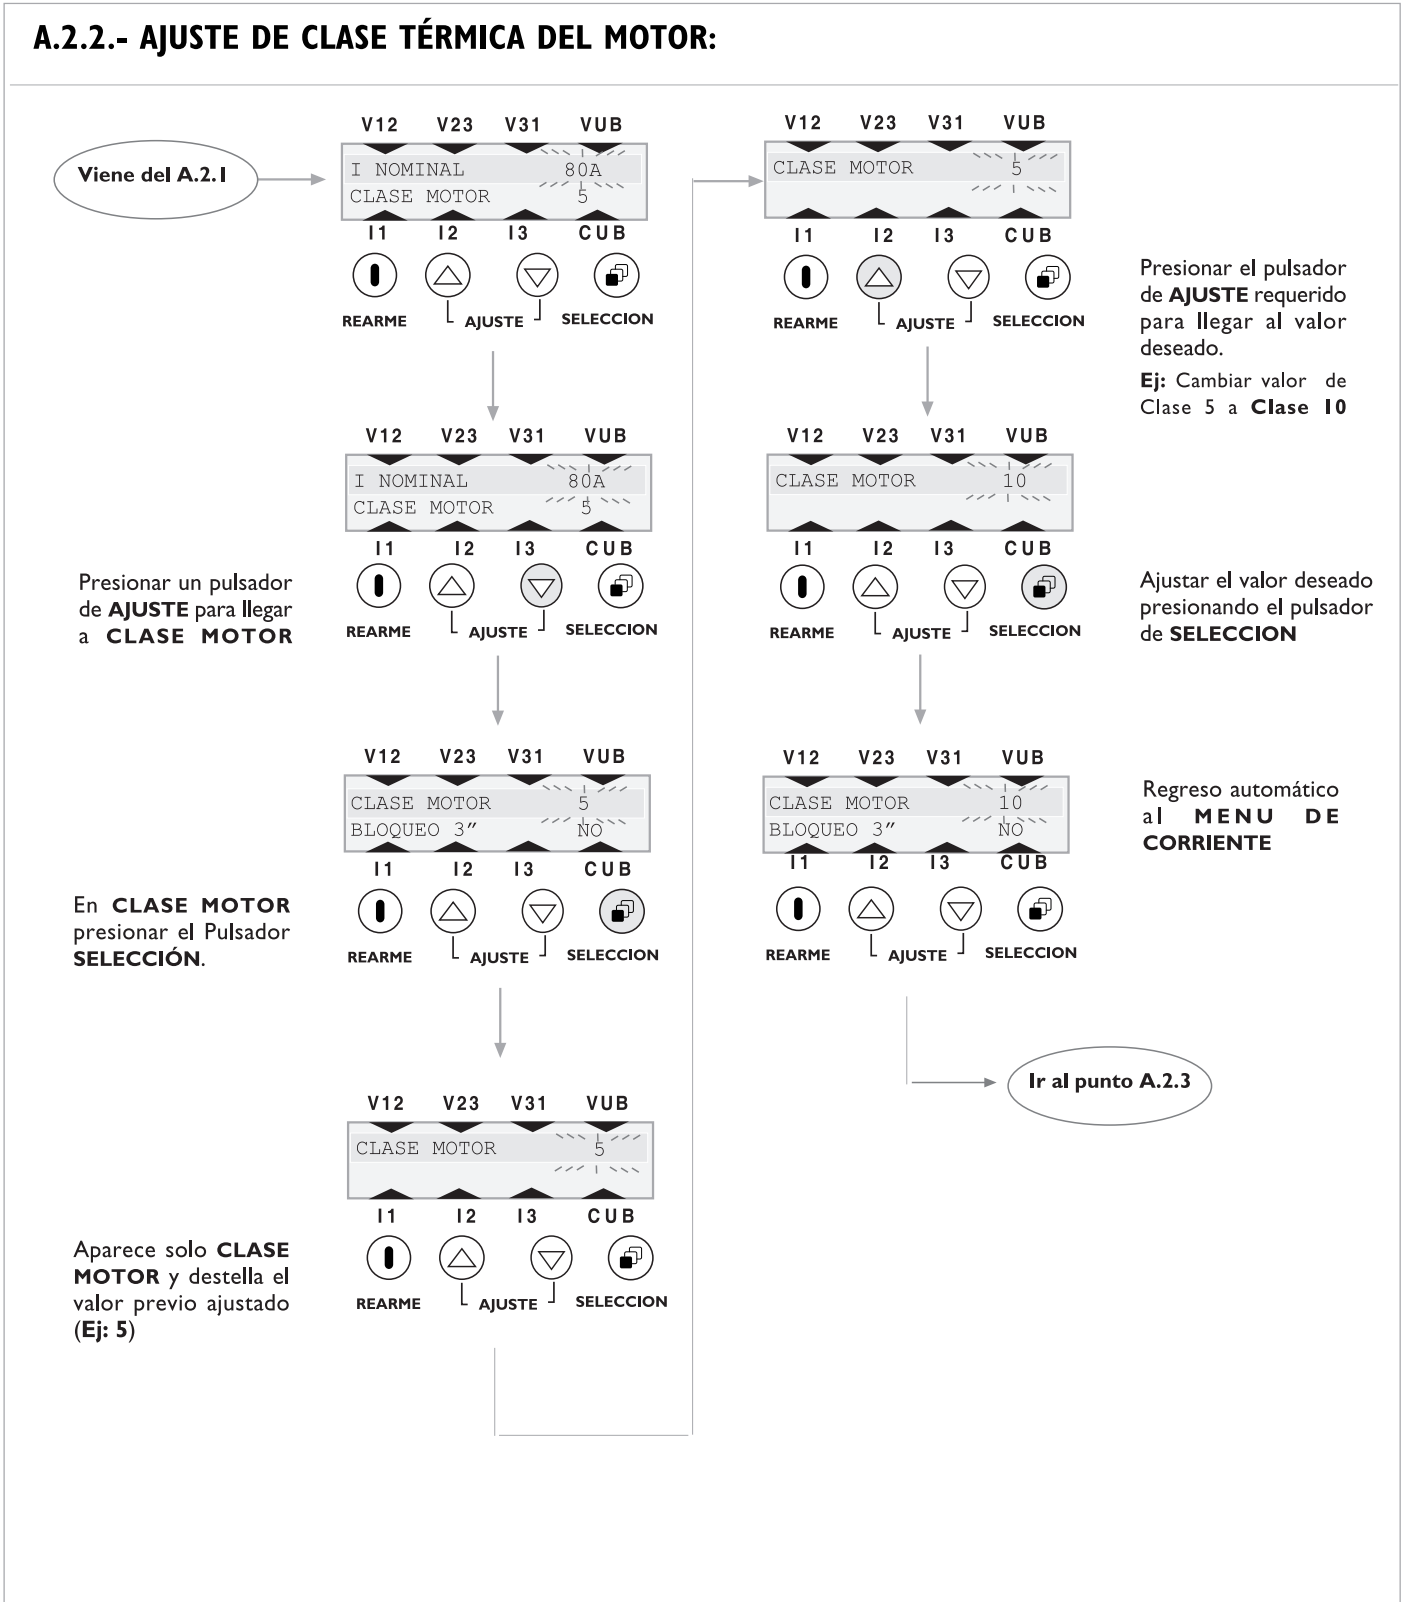 A.2.2.- AJUSTE DE CLASE TÉRMICA DEL MOTOR:
Viene del A.2.1
V12 V23 V31 VUB
I NOMINAL 80A
CLASE MOTOR 5
I1 I2 I3 CUB
REARME AJUSTE SELECCION
V12 V23 V31 VUB
I NOMINAL 80A
CLASE MOTOR 5
I1 I2 I3 CUB
REARME AJUSTE SELECCION
Presionar un pulsador
de AJUSTE para llegar
a CLASE MOTOR
V12 V23 V31 VUB
CLASE MOTOR 5
BLOQUEO 3" NO
I1 I2 I3 CUB
REARME AJUSTE SELECCION
En CLASE MOTOR
presionar el Pulsador
SELECCIÓN.
V12 V23 V31 VUB
CLASE MOTOR 5
I1 I2 I3 CUB
REARME AJUSTE SELECCION
Aparece solo CLASE
MOTOR y destella el
valor previo ajustado
(Ej: 5)
V12 V23 V31 VUB
CLASE MOTOR 5
I1 I2 I3 CUB
REARME AJUSTE SELECCION
Presionar el pulsador
de AJUSTE requerido
para llegar al valor
deseado.
Ej: Cambiar valor de
Clase 5 a Clase 10
V12 V23 V31 VUB
CLASE MOTOR 10
I1 I2 I3 CUB
REARME AJUSTE SELECCION
Ajustar el valor deseado
presionando el pulsador
de SELECCION
V12 V23 V31 VUB
CLASE MOTOR 10
BLOQUEO 3" NO
I1 I2 I3 CUB
REARME AJUSTE SELECCION
Regreso automático
al MENU DE
CORRIENTE
Ir al punto A.2.3